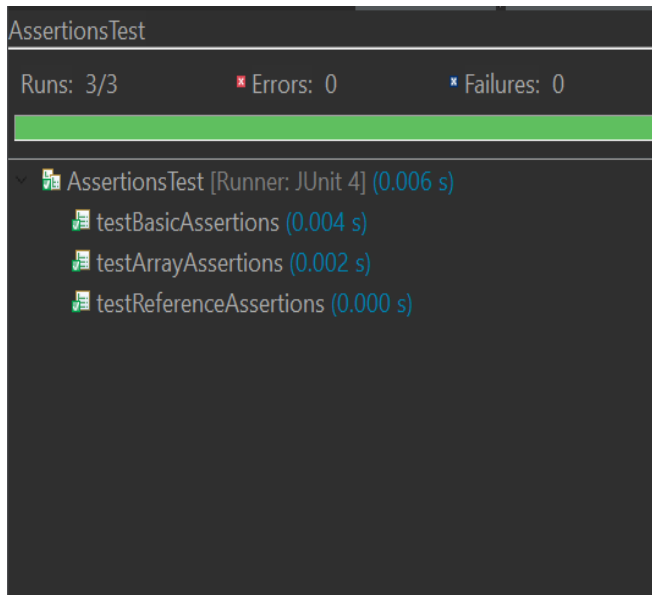 AssertionsTest
Runs: 3/3 Errors: 0 Failures: 0
AssertionsTest [Runner: JUnit 4] (0.006 s)
testBasicAssertions (0.004 s)
testArrayAssertions (0.002 s)
testReferenceAssertions (0.000 s)